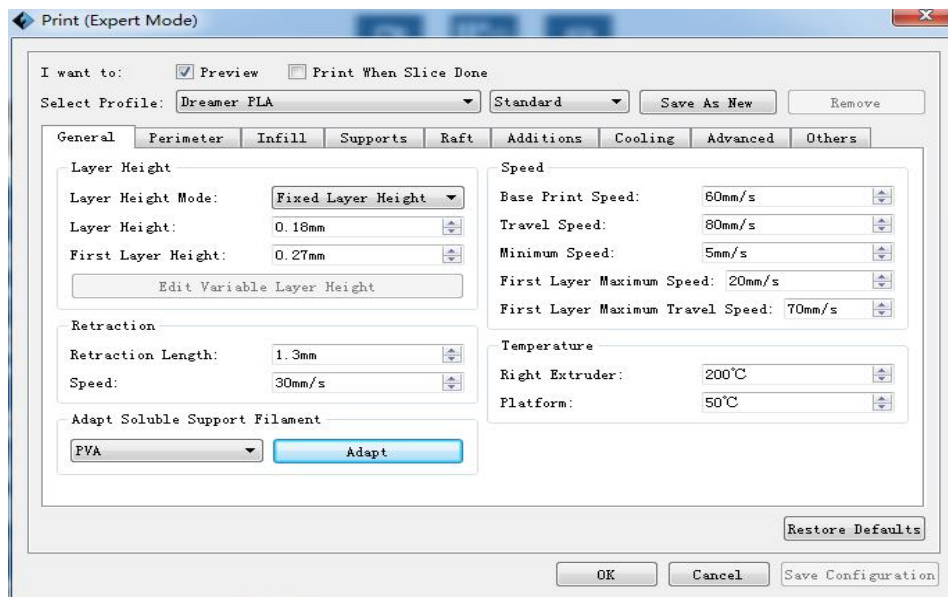 Print (Expert Mode)
I want to: Preview Print When Slice Done
Select Profile: Dreamer PLA Standard Save As New Remove
General Perimeter Infill Supports Raft Additions Cooling Advanced Others
Layer Height
Layer Height Mode: Fixed Layer Height
Layer Height: 0.18mm
First Layer Height: 0.27mm
Edit Variable Layer Height
Retraction
Retraction Length: 1.3mm
Speed: 30mm/s
Adapt Soluble Support Filament
PVA Adapt
Speed
Base Print Speed: 60mm/s
Travel Speed: 80mm/s
Minimum Speed: 5mm/s
First Layer Maximum Speed: 20mm/s
First Layer Maximum Travel Speed: 70mm/s
Temperature
Right Extruder: 200℃
Platform: 50℃
Restore Defaults
OK Cancel Save Configuration